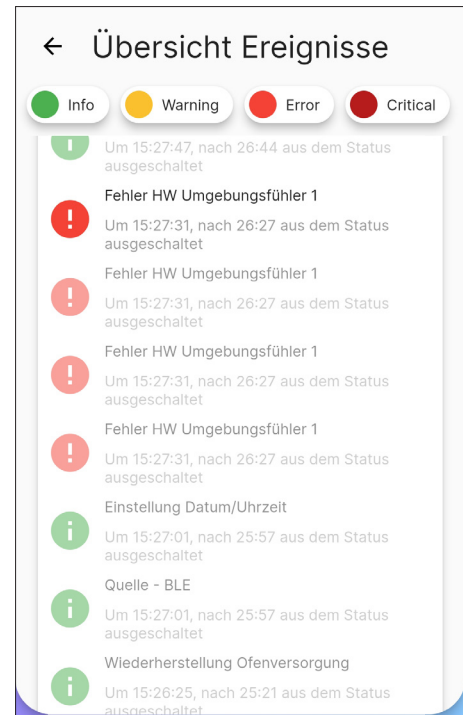 Übersicht Ereignisse
Info
Warning
Error
Critical
Um 15:27:47, nach 26:44 aus dem Status
ausgeschaltet
Fehler HW Umgebungsfühler 1
Um 15:27:31, nach 26:27 aus dem Status
ausgeschaltet
Fehler HW Umgebungsfühler 1
Um 15:27:31, nach 26:27 aus dem Status
ausgeschaltet
Fehler HW Umgebungsfühler 1
Um 15:27:31, nach 26:27 aus dem Status
ausgeschaltet
Fehler HW Umgebungsfühler 1
Um 15:27:31, nach 26:27 aus dem Status
ausgeschaltet
Einstellung Datum/Uhrzeit
Um 15:27:01, nach 25:57 aus dem Status
ausgeschaltet
Quelle - BLE
Um 15:27:01, nach 25:57 aus dem Status
ausgeschaltet
Wiederherstellung Ofenversorgung
Um 15:26:25, nach 25:21 aus dem Status
ausgeschaltet